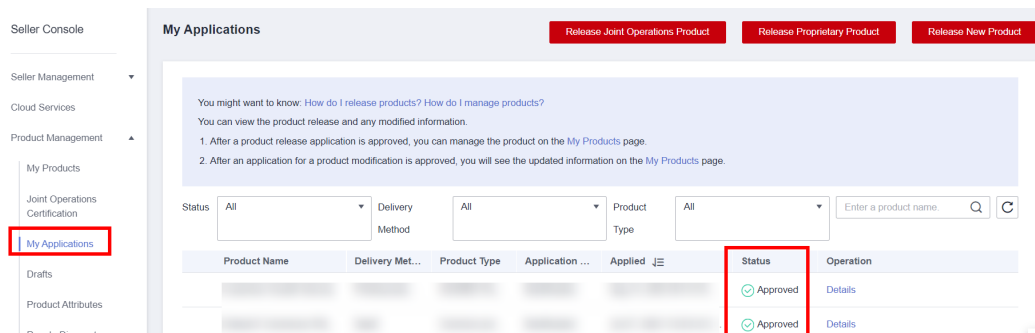 Seller Console
My Applications
Release Joint Operations Product
Release Proprietary Product
Release New Product
Seller Management
Cloud Services
Product Management
My Products
Joint Operations
Certification
My Applications
Drafts
Product Attributes
You might want to know: How do I release products? How do I manage products?
You can view the product release and any modified information.
1. After a product release application is approved, you can manage the product on the My Products page.
2. After an application for a product modification is approved, you will see the updated information on the My Products page.
Status All Delivery Method All Product Type All Enter a product name.
Product Name Delivery Met... Product Type Application ... Applied Status Operation
Approved Details
Approved Details